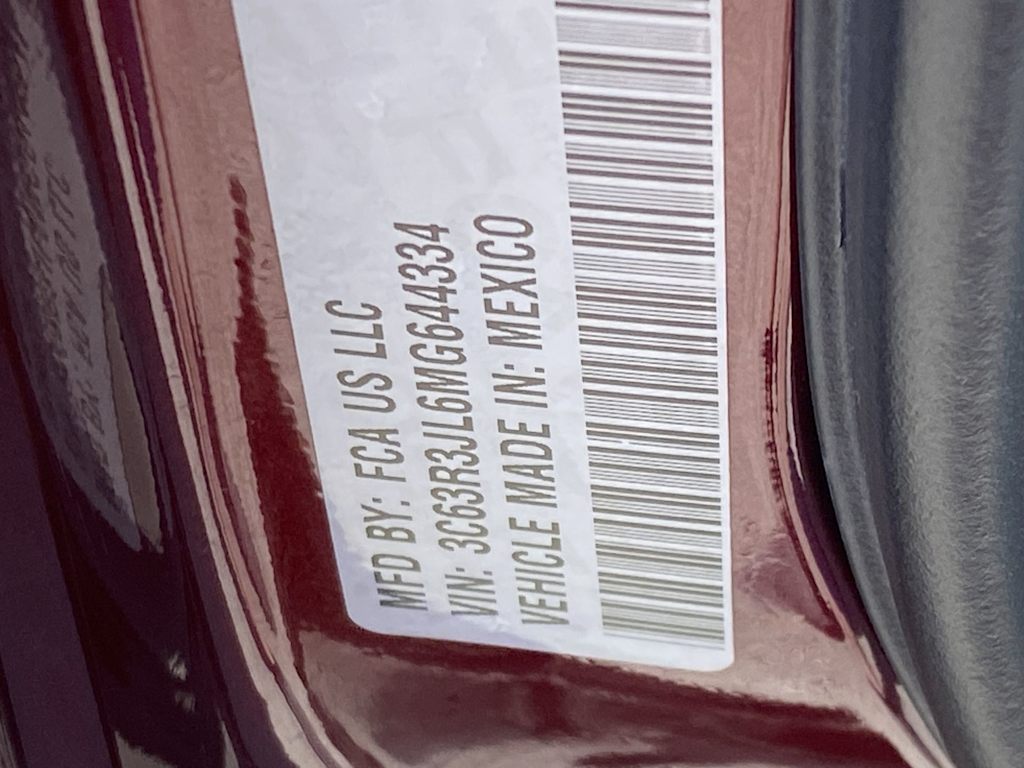 MFD BY: FCA US LLC
VIN: 3C63R3JL6MG644334
VEHICLE MADE IN: MEXICO